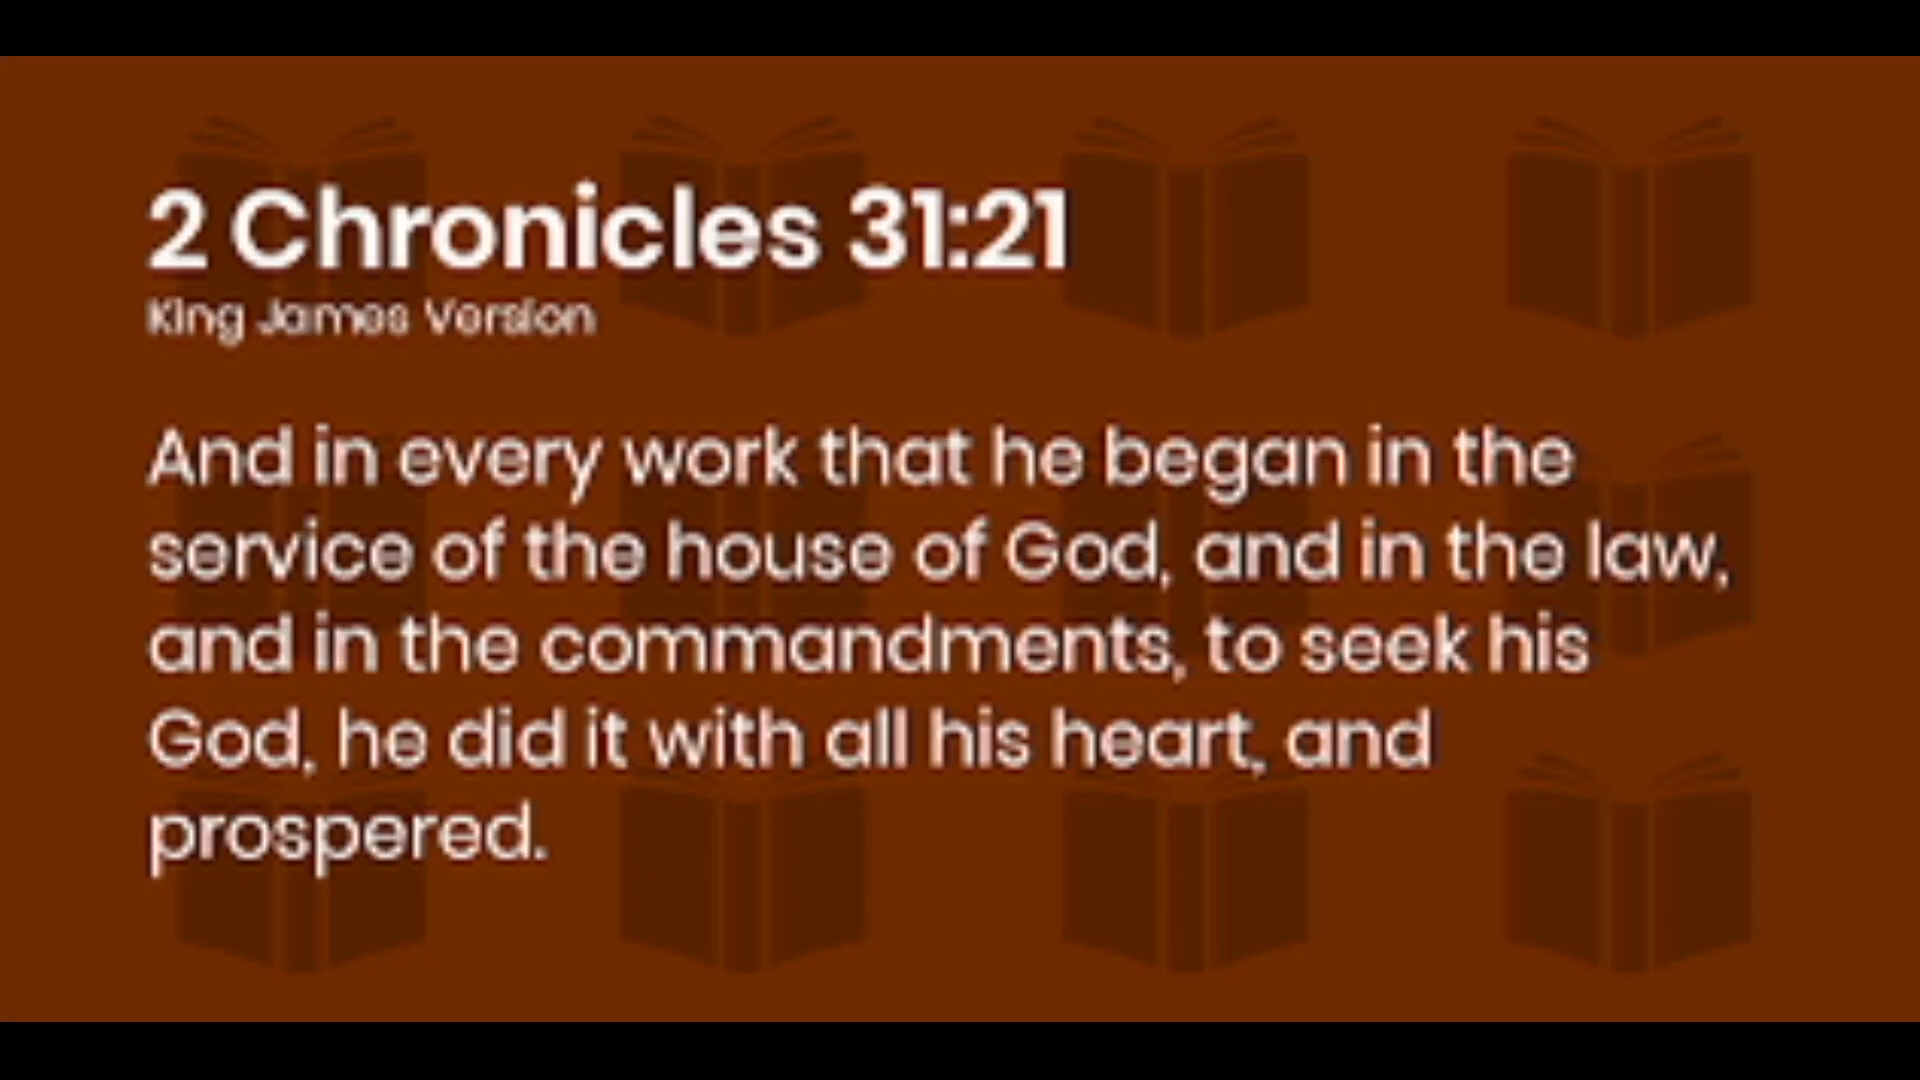 2 Chronicles 31:21
King James Version
And in every work that he began in the
service of the house of God, and in the law,
and in the commandments, to seek his
God, he did it with all his heart, and
prospered.